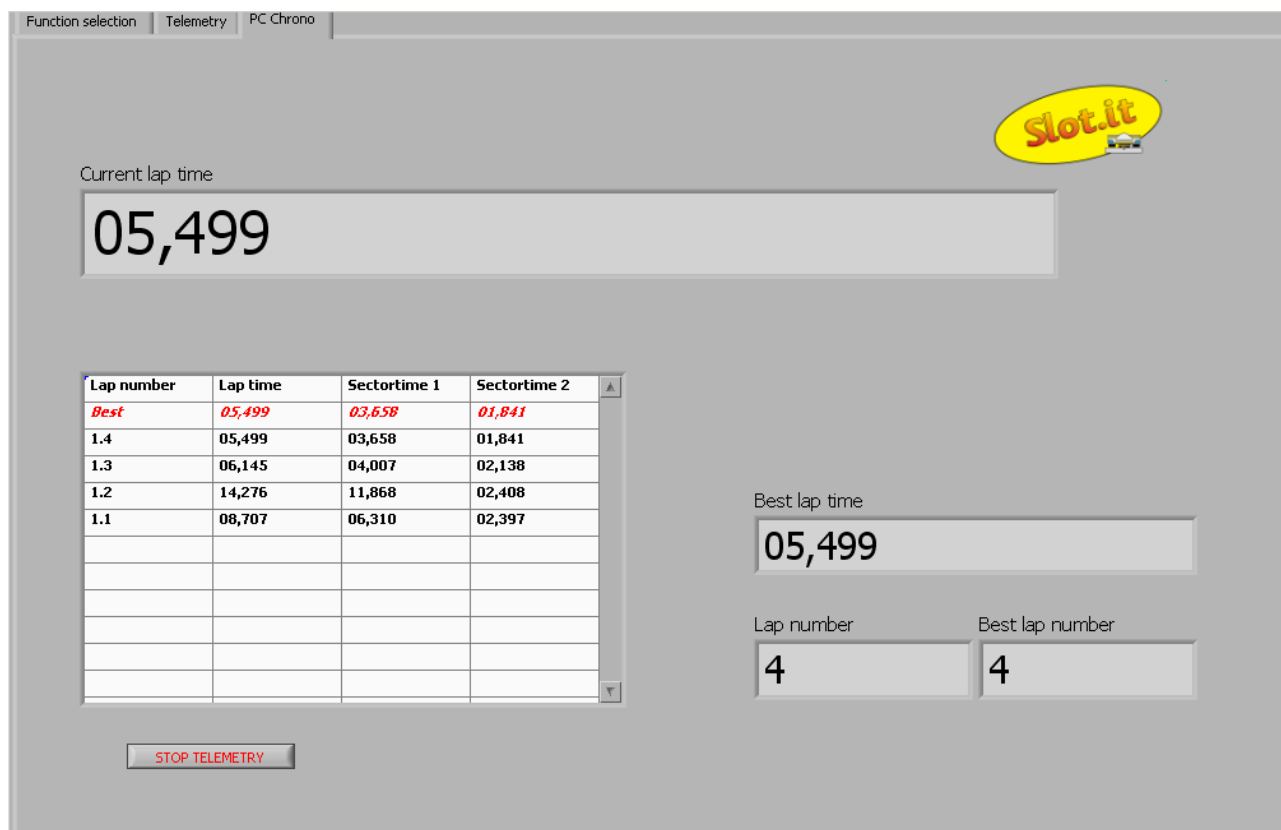 Function selection Telemetry PC Chrono
Slot.it
Current lap time
05,499
Lap number Lap time Sectortime 1 Sectortime 2
Best 05,499 03,658 01,841
1.4 05,499 03,658 01,841
1.3 06,145 04,007 02,138
1.2 14,276 11,868 02,408
1.1 08,707 06,310 02,397
Best lap time
05,499
Lap number Best lap number
4 4
STOP TELEMETRY